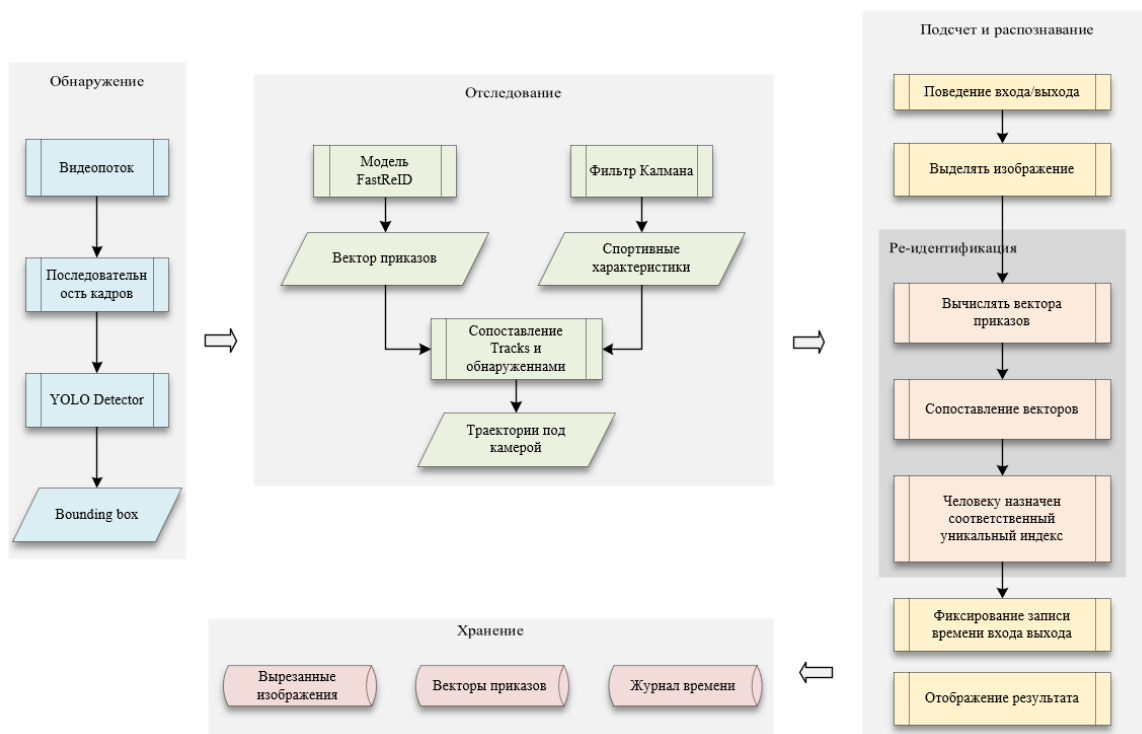 Обнаружение
Видеопоток
Последовательн
ость кадров
YOLO Detector
Bounding box
Отследование
Модель
FastReID
Фильтр Калмана
Вектор приказов
Спортивные
характеристики
Сопоставление
Tracks и
обнаруженнами
Траектории под
камерой
Подсчет и распознавание
Поведение входа/выхода
Выделять изображение
Ре-идентификация
Вычислять вектора
приказов
Сопоставление векторов
Человеку назначен
соответственный
уникальный индекс
Фиксирование записи
времени входа выхода
Отображение результата
Хранение
Вырезанные
изображения
Векторы приказов
Журнал времени